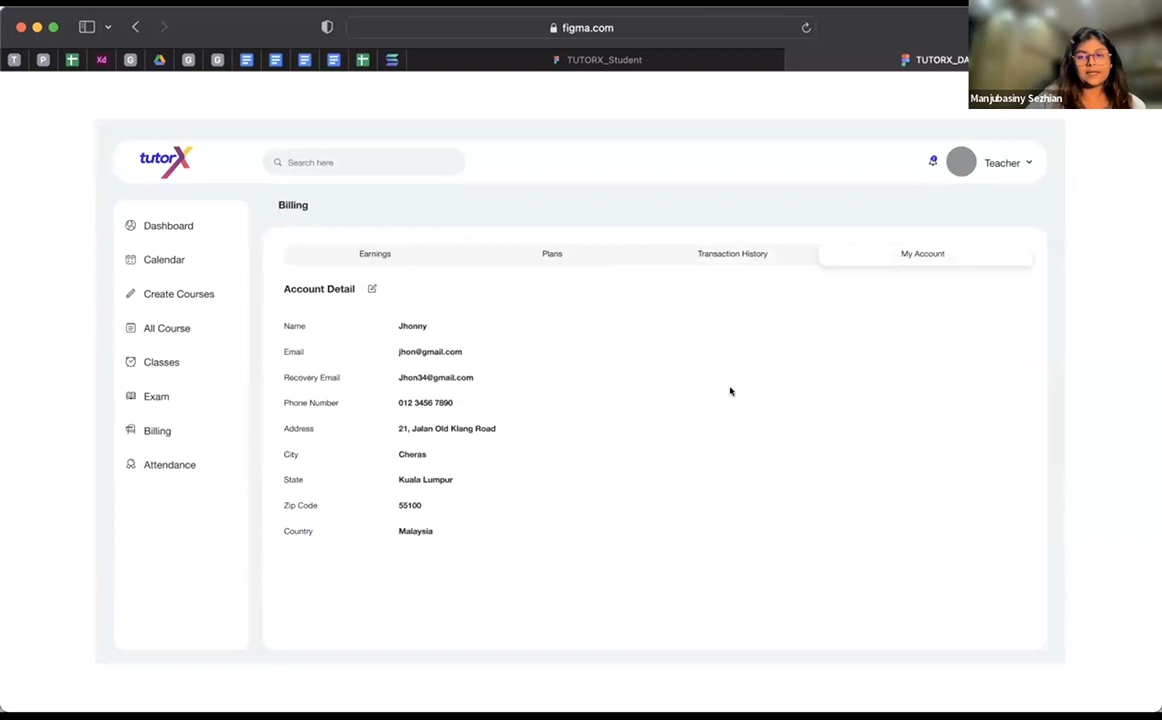 figma.com
T P Xd G G G
TUTORX_Student
TUTORX_DA
Manjubasiny Sezhian
tutorX
Search here
Teacher
Billing
Dashboard
Calendar
Create Courses
All Course
Classes
Exam
Billing
Attendance
Earnings Plans Transaction History My Account
Account Detail
Name Jhonny
Email jhon@gmail.com
Recovery Email Jhon34@gmail.com
Phone Number 012 3456 7890
Address 21, Jalan Old Klang Road
City Cheras
State Kuala Lumpur
Zip Code 55100
Country Malaysia